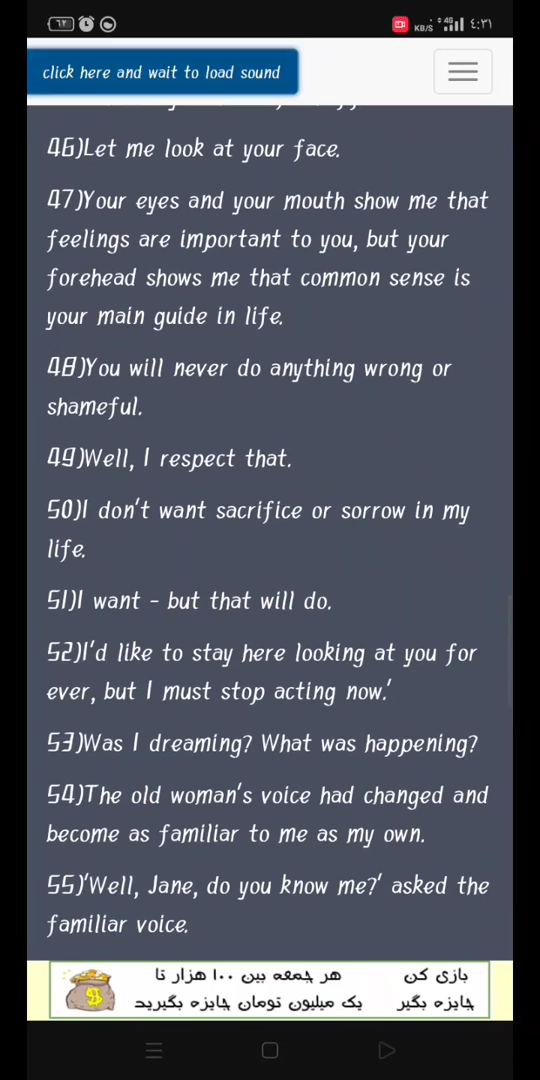 ٦٣
KB/S 4G ٤:٣١
click here and wait to load sound
46)Let me look at your face.
47)Your eyes and your mouth show me that
feelings are important to you, but your
forehead shows me that common sense is
your main guide in life.
48)You will never do anything wrong or
shameful.
49)Well, I respect that.
50)I don't want sacrifice or sorrow in my
life.
51)I want - but that will do.
52)I'd like to stay here looking at you for
ever, but I must stop acting now.'
53)Was I dreaming? What was happening?
54)The old woman's voice had changed and
become as familiar to me as my own.
55)'Well, Jane, do you know me?' asked the
familiar voice.
بازی کن هر جمعه بین ۱۰۰ هزار تا
جایزه بگیر یک میلیون تومان جایزه بگیرید